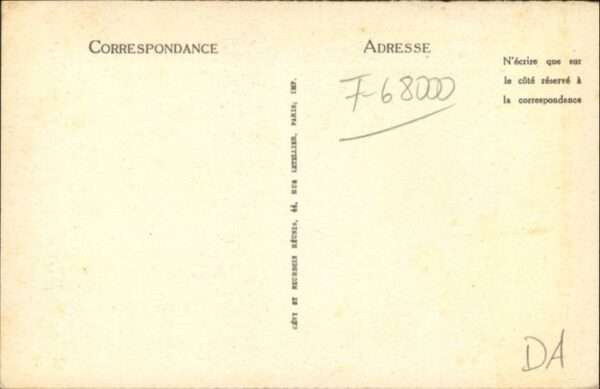 CORRESPONDANCE
ADRESSE
N'écrire que sur
le côté réservé à
la correspondance
F-68000
LÉVY ET NEURDEIN RÉUNIS, 44, RUE LETELLIER, PARIS, IMP.
DA